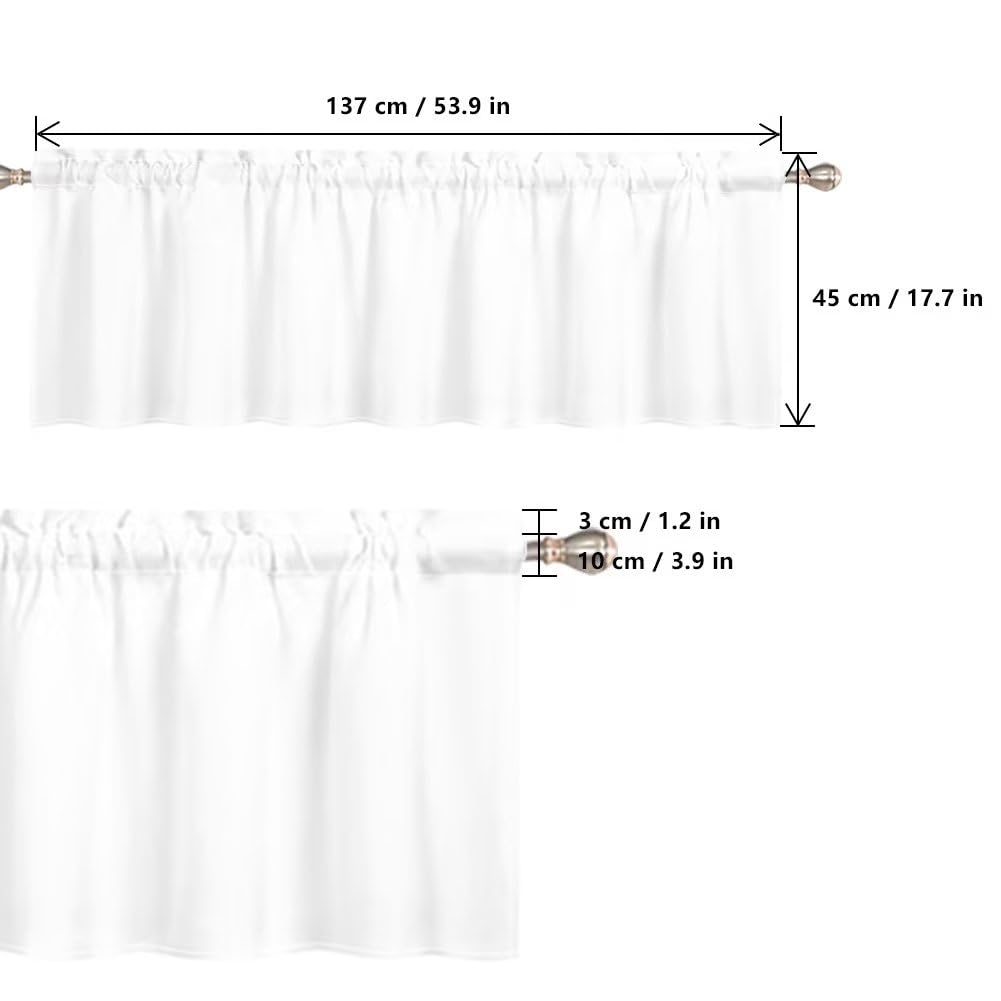 137 cm / 53.9 in
45 cm / 17.7 in
3 cm / 1.2 in
10 cm / 3.9 in